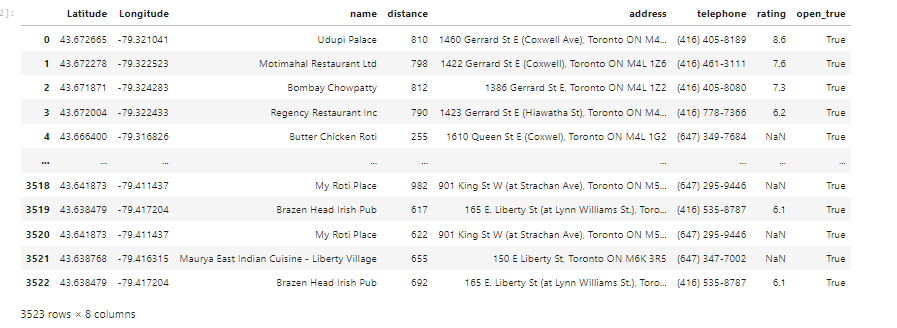 2]:
Latitude Longitude name distance address telephone rating open_true
0 43.672665 -79.321041 Udupi Palace 810 1460 Gerrard St E (Coxwell Ave), Toronto ON M4... (416) 405-8189 8.6 True
1 43.672278 -79.322523 Motimahal Restaurant Ltd 798 1422 Gerrard St E (Coxwell), Toronto ON M4L 1Z6 (416) 461-3111 7.6 True
2 43.671871 -79.324283 Bombay Chowpatty 812 1386 Gerrard St E, Toronto ON M4L 1Z2 (416) 405-8080 7.3 True
3 43.672004 -79.322433 Regency Restaurant Inc 790 1423 Gerrard St E (Hiawatha St), Toronto ON M4... (416) 778-7366 6.2 True
4 43.666400 -79.316826 Butter Chicken Roti 255 1610 Queen St E (Coxwel), Toronto ON M4L 1G2 (647) 349-7684 NaN True
... ... ... ... ... ... ... ... ...
3518 43.641873 -79.411437 My Roti Place 982 901 King St W (at Strachan Ave), Toronto ON M5... (647) 295-9446 NaN True
3519 43.638479 -79.417204 Brazen Head Irish Pub 617 165 E. Liberty St (at Lynn Williams St.), Toro... (416) 535-8787 6.1 True
3520 43.641873 -79.411437 My Roti Place 622 901 King St W (at Strachan Ave), Toronto ON M5... (647) 295-9446 NaN True
3521 43.638768 -79.416315 Maurya East Indian Cuisine - Liberty Village 655 150 E Liberty St, Toronto ON M6K 3R5 (647) 347-7002 NaN True
3522 43.638479 -79.417204 Brazen Head Irish Pub 692 165 E. Liberty St (at Lynn Williams St.), Toro... (416) 535-8787 6.1 True
3523 rows × 8 columns